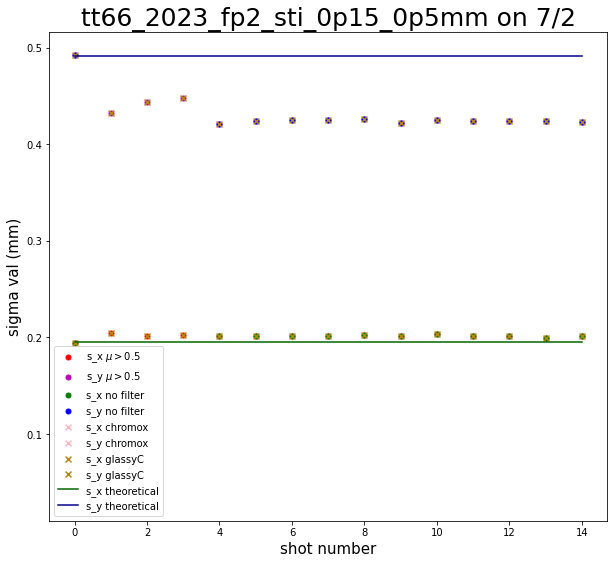 tt66_2023_fp2_sti_0p15_0p5mm on 7/2
sigma val (mm)
0.5
0.4
0.3
0.2
0.1
s_x μ > 0.5
s_y μ > 0.5
s_x no filter
s_y no filter
s_x chromox
s_y chromox
s_x glassyC
s_y glassyC
s_x theoretical
s_y theoretical
0 2 4 6 8 10 12 14
shot number